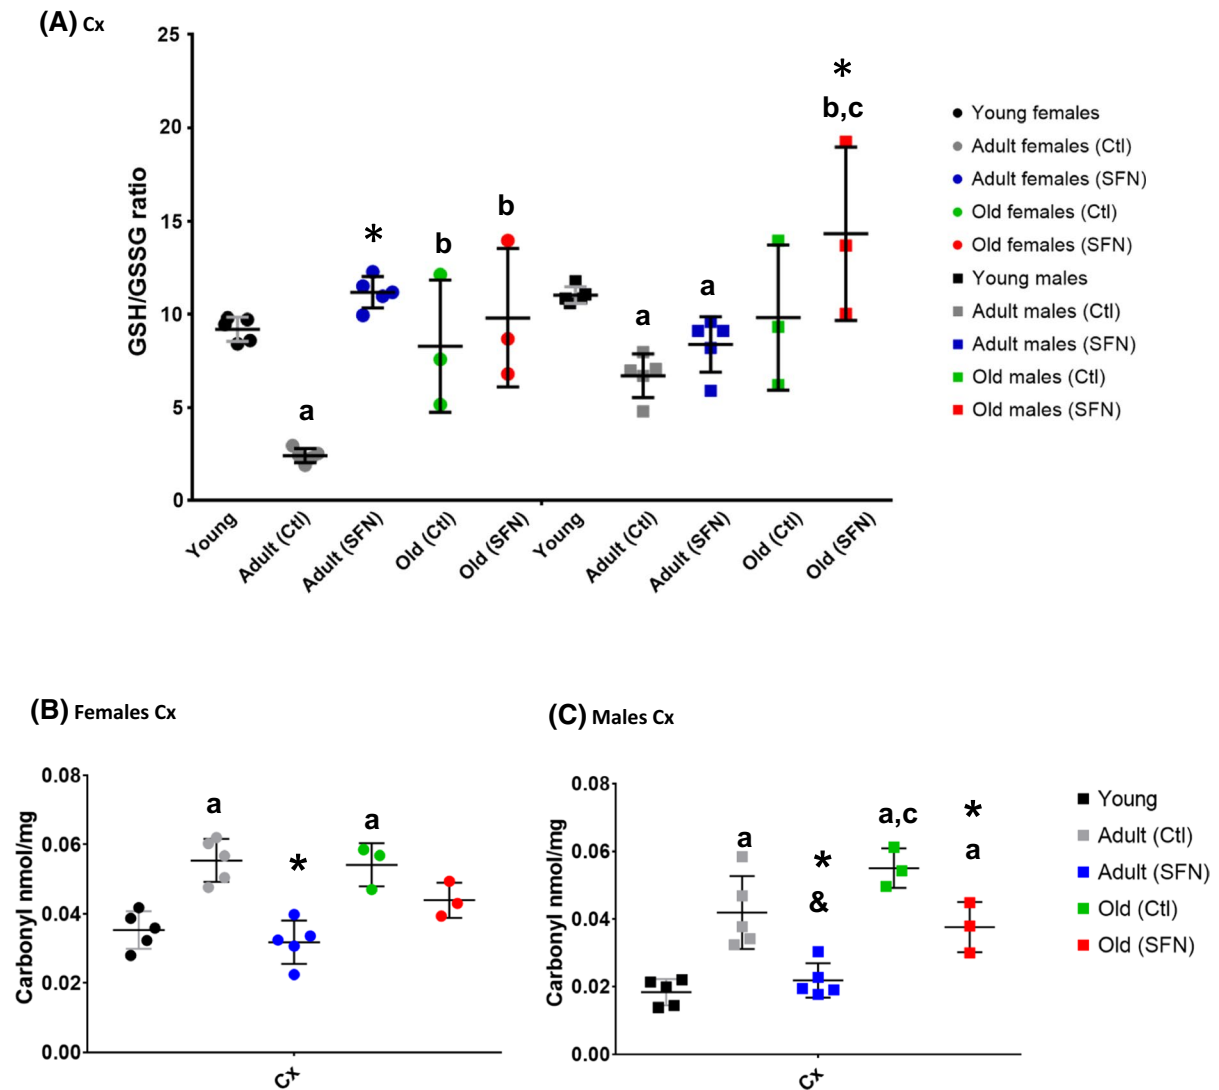 (A) Cx
GSH/GSSG ratio
25
20
15
10
5
0
a
*
b
b
a
a
*
b,c
Young
Adult (Ctl)
Adult (SFN)
Old (Ctl)
Old (SFN)
Young
Adult (Ctl)
Adult (SFN)
Old (Ctl)
Old (SFN)
Young females
Adult females (Ctl)
Adult females (SFN)
Old females (Ctl)
Old females (SFN)
Young males
Adult males (Ctl)
Adult males (SFN)
Old males (Ctl)
Old males (SFN)
(B) Females Cx
Carbonyl nmol/mg
0.08
0.06
0.04
0.02
0.00
a
*
a
Cx
(C) Males Cx
Carbonyl nmol/mg
0.08
0.06
0.04
0.02
0.00
a
*
&
a,c
*
a
Cx
Young
Adult (Ctl)
Adult (SFN)
Old (Ctl)
Old (SFN)